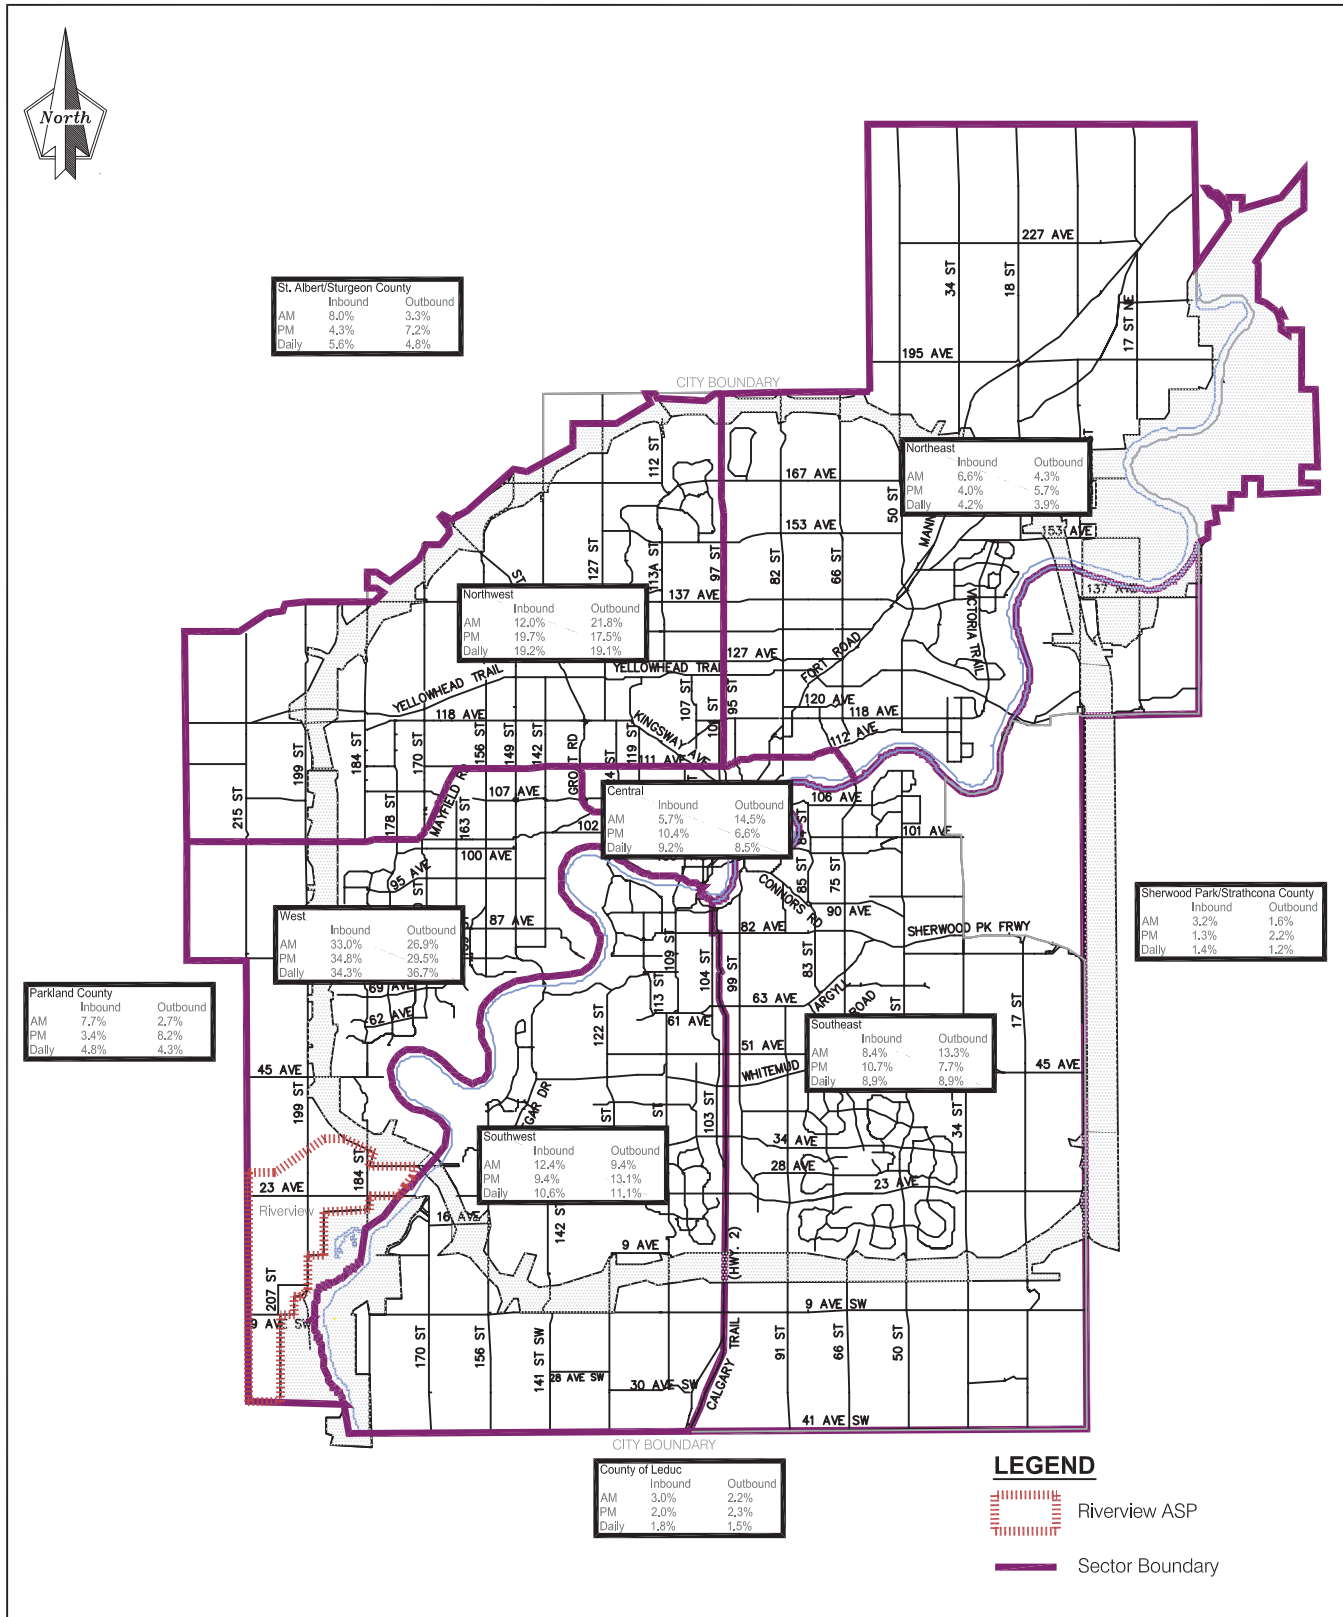 North
227 AVE
34 ST
18 ST
17 ST NE
St. Albert/Sturgeon County
Inbound Outbound
AM 8.0% 3.3%
PM 4.3% 7.2%
Daily 5.6% 4.8%
195 AVE
CITY BOUNDARY
112 ST
Northeast
Inbound Outbound
AM 6.6% 4.3%
PM 4.0% 5.7%
Daily 4.2% 3.9%
167 AVE
50 ST
153 AVE
153 AVE
127 ST
113A ST
97 ST
82 ST
66 ST
Northwest
Inbound Outbound
AM 12.0% 21.8%
PM 19.7% 17.5%
Daily 19.2% 19.1%
137 AVE
VICTORIA TRAIL
127 AVE
FORT ROAD
YELLOWHEAD TRAIL
YELLOWHEAD TRAI
107 ST
95 ST
120 AVE
118 AVE
118 AVE
112 AVE
KINGSWAY AVE
111 AVE
199 ST
184 ST
170 ST
156 ST
149 ST
142 ST
GROAT RD
119 ST
215 ST
178 ST
MAYFIELD RD
163 ST
107 AVE
102
Central
Inbound Outbound
AM 5.7% 14.5%
PM 10.4% 6.6%
Daily 9.2% 8.5%
106 AVE
101 AVE
100 AVE
95 AVE
85 ST
75 ST
CONNORS RD
90 AVE
87 AVE
82 AVE
SHERWOOD PK FRWY
Sherwood Park/Strathcona County
Inbound Outbound
AM 3.2% 1.6%
PM 1.3% 2.2%
Daily 1.4% 1.2%
West
Inbound Outbound
AM 33.0% 26.9%
PM 34.8% 29.5%
Daily 34.3% 36.7%
109 ST
104 ST
99 ST
83 ST
113 ST
69 AVE
63 AVE
ARGYLL ROAD
Parkland County
Inbound Outbound
AM 7.7% 2.7%
PM 3.4% 8.2%
Daily 4.8% 4.3%
62 AVE
61 AVE
122 ST
17 ST
Southeast
Inbound Outbound
AM 8.4% 13.3%
PM 10.7% 7.7%
Daily 8.9% 8.9%
51 AVE
WHITEMUD
45 AVE
45 AVE
199 ST
103 ST
34 ST
Southwest
Inbound Outbound
AM 12.4% 9.4%
PM 9.4% 13.1%
Daily 10.6% 11.1%
34 AVE
28 AVE
23 AVE
184 ST
23 AVE
Riverview
16 AVE
142 ST
9 AVE
(HWY. 2)
207 ST
9 AVE SW
9 AVE SW
170 ST
156 ST
141 ST SW
CALGARY TRAIL
91 ST
66 ST
50 ST
28 AVE SW
30 AVE SW
41 AVE SW
CITY BOUNDARY
County of Leduc
Inbound Outbound
AM 3.0% 2.2%
PM 2.0% 2.3%
Daily 1.8% 1.5%
LEGEND
Riverview ASP
Sector Boundary